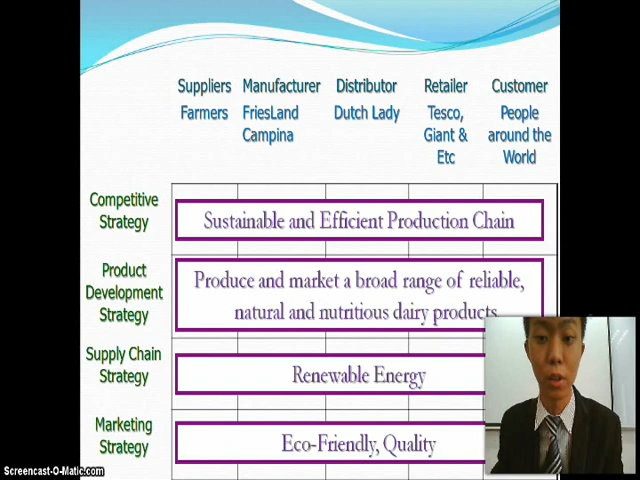 Suppliers Manufacturer Distributor Retailer Customer
Farmers FriesLand Dutch Lady Tesco, People
Campina Giant & around the
Etc World
Competitive
Strategy
Sustainable and Efficient Production Chain
Product
Development
Strategy
Produce and market a broad range of reliable,
natural and nutritious dairy products
Supply Chain
Strategy
Renewable Energy
Marketing
Strategy
Eco-Friendly, Quality
Screencast-O-Matic.com